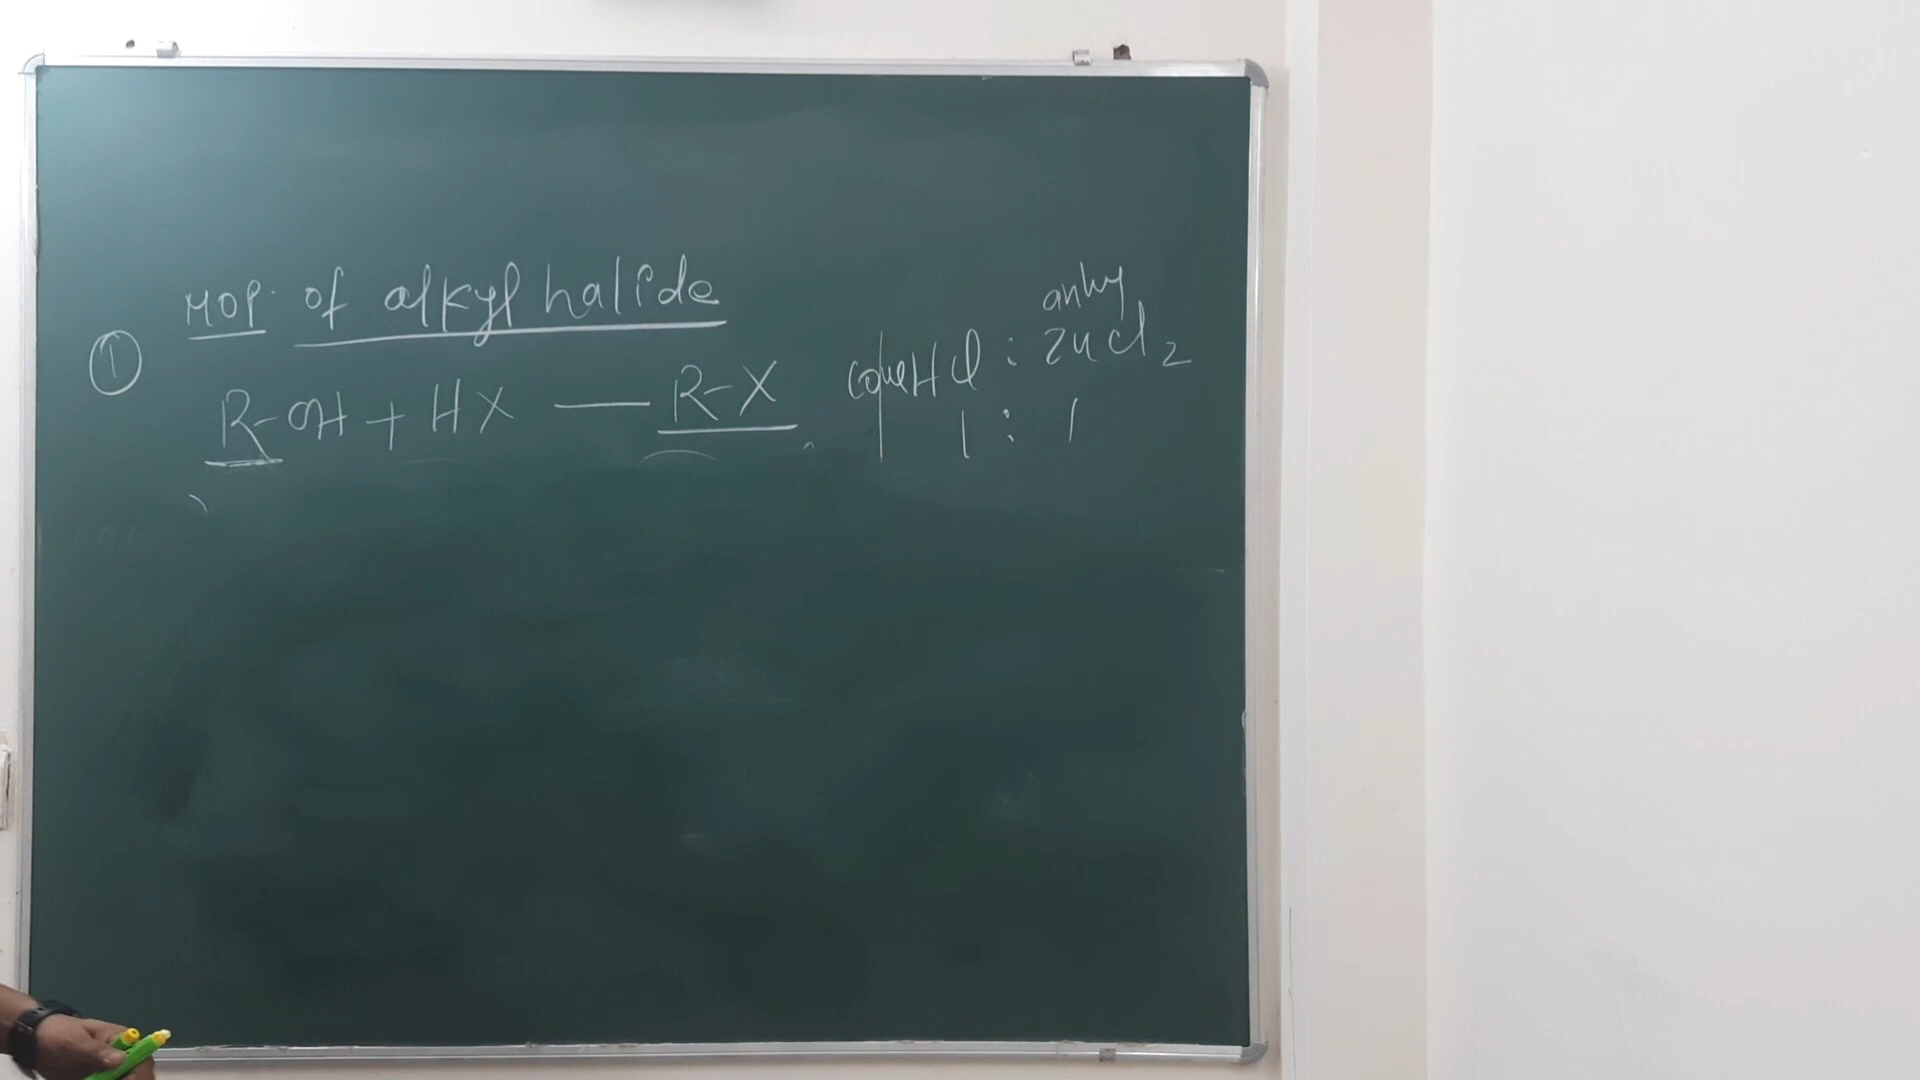 MOP. of alkyl halide
①
R-OH + HX — R-X
anhy
conc HCl : ZnCl2
1 : 1